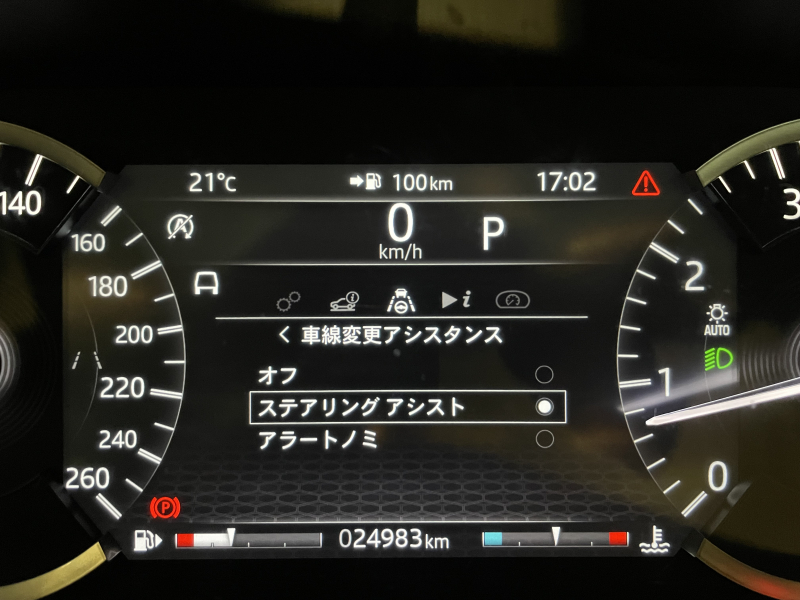 21°C 100km 17:02
0 P
km/h
140
160
180
200
220
240
260
i
< 車線変更アシスタンス
オフ
ステアリング アシスト
アラートノミ
3
2
1
0
A
AUTO
P
024983km